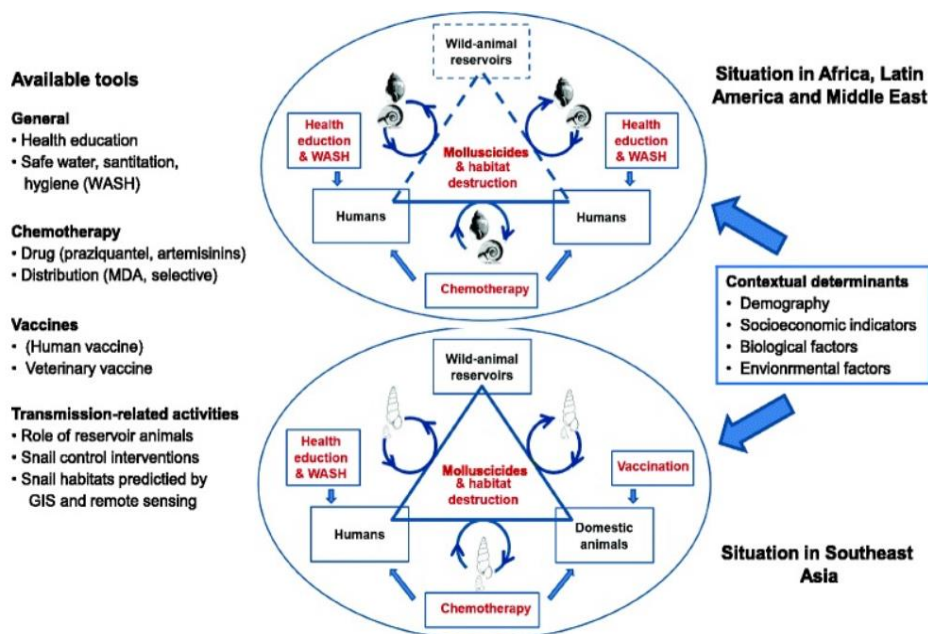 Available tools
General
• Health education
• Safe water, santitation,
hygiene (WASH)
Chemotherapy
• Drug (praziquantel, artemisinins)
• Distribution (MDA, selective)
Vaccines
• (Human vaccine)
• Veterinary vaccine
Transmission-related activities
• Role of reservoir animals
• Snail control interventions
• Snail habitats predictied by
GIS and remote sensing
Wild-animal
reservoirs
Health
eduction
& WASH
Molluscicides
& habitat
destruction
Health
eduction
& WASH
Humans
Humans
Chemotherapy
Situation in Africa, Latin
America and Middle East
Contextual determinants
• Demography
• Socioeconomic indicators
• Biological factors
• Envionrmental factors
Wild-animal
reservoirs
Health
eduction
& WASH
Molluscicides
& habitat
destruction
Vaccination
Humans
Domestic
animals
Chemotherapy
Situation in Southeast
Asia